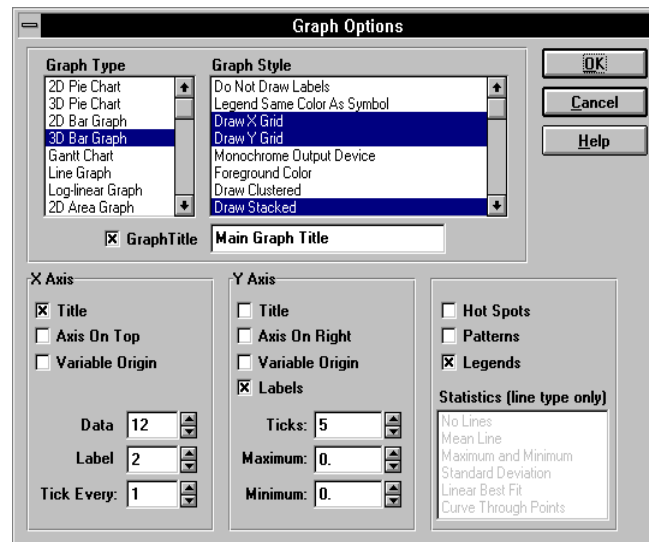 Graph Options
Graph Type
2D Pie Chart
3D Pie Chart
2D Bar Graph
3D Bar Graph
Gantt Chart
Line Graph
Log-linear Graph
2D Area Graph
Graph Style
Do Not Draw Labels
Legend Same Color As Symbol
Draw X Grid
Draw Y Grid
Monochrome Output Device
Foreground Color
Draw Clustered
Draw Stacked
OK
Cancel
Help
GraphTitle
Main Graph Title
X Axis
Title
Axis On Top
Variable Origin
Data 12
Label 2
Tick Every: 1
Y Axis
Title
Axis On Right
Variable Origin
Labels
Ticks: 5
Maximum: 0.
Minimum: 0.
Hot Spots
Patterns
Legends
Statistics (line type only)
No Lines
Mean Line
Maximum and Minimum
Standard Deviation
Linear Best Fit
Curve Through Points